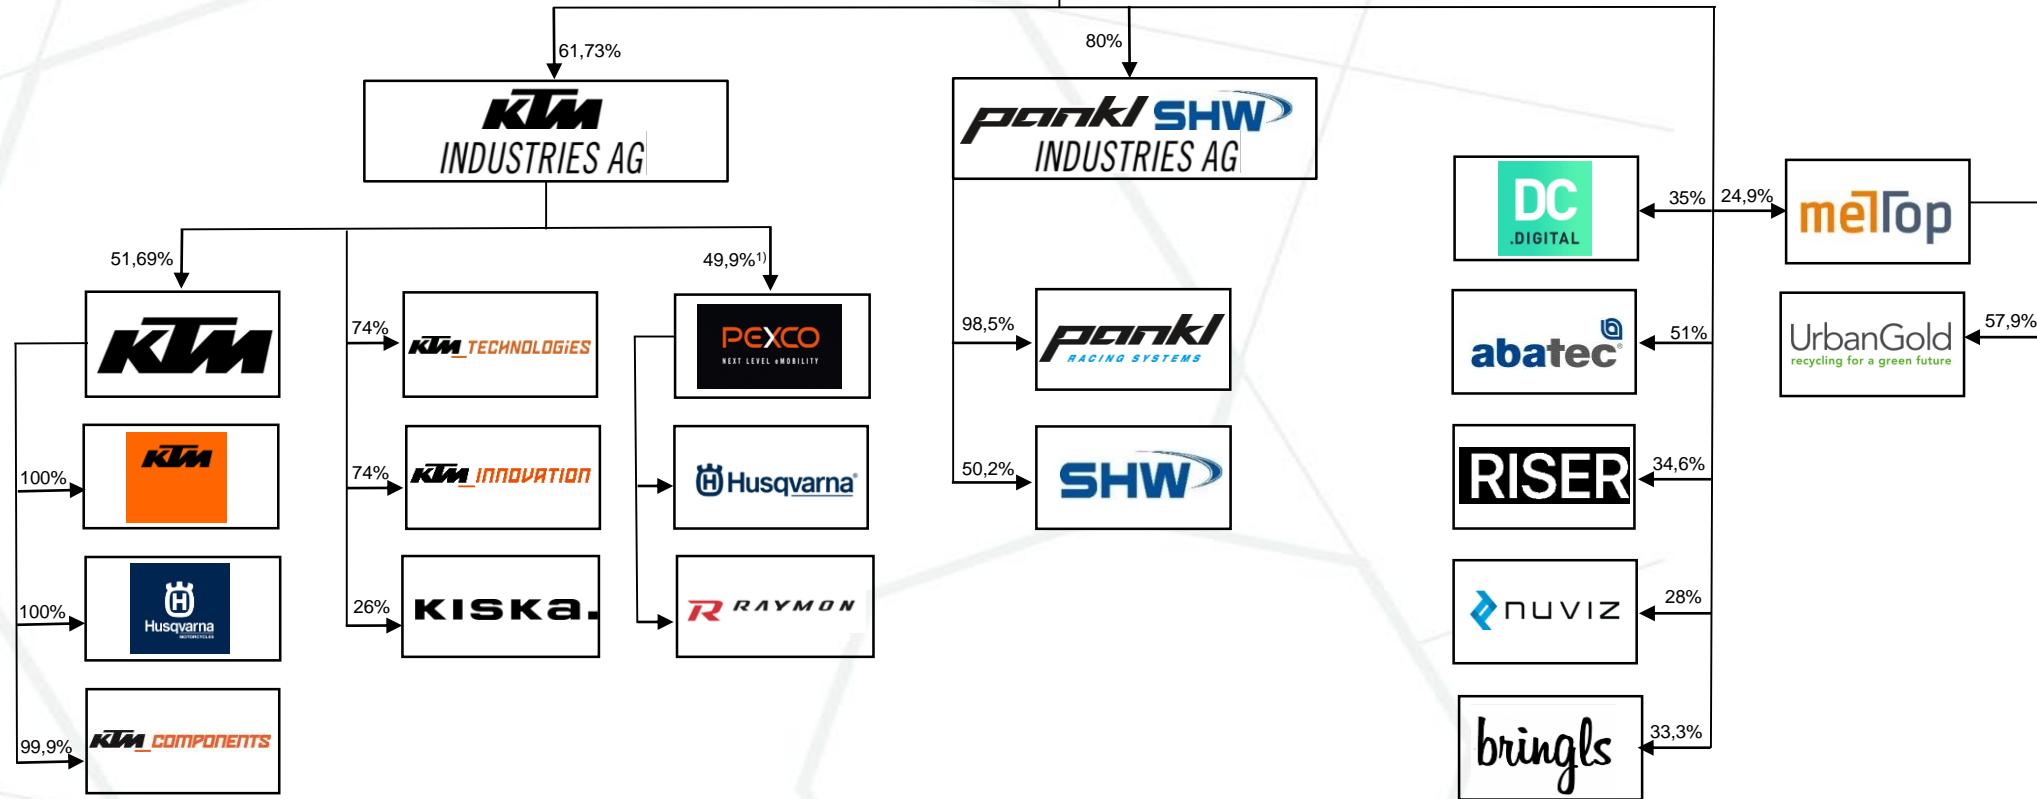 61,73%
80%
KTM
INDUSTRIES AG
pankl SHW
INDUSTRIES AG
DC
.DIGITAL
35%
24,9%
melTop
51,69%
49,9%1)
KTM
74%
KTM_TECHNOLOGIES
PEXCO
NEXT LEVEL eMOBILITY
98,5%
pankl
RACING SYSTEMS
abatec®
51%
UrbanGold
recycling for a green future
57,9%
100%
KTM
74%
KTM_INNOVATION
Husqvarna®
50,2%
SHW
RISER
34,6%
100%
Husqvarna
MOTORCYCLES
26%
KISKA.
R RAYMON
NUVIZ
28%
99,9%
KTM_COMPONENTS
bringls
33,3%